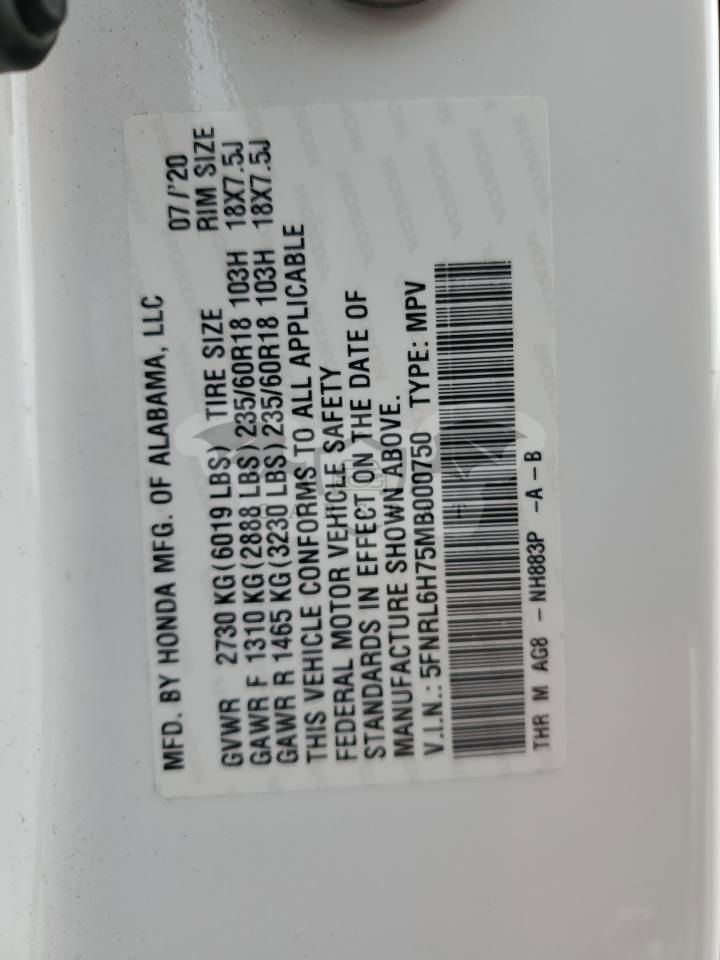 MFD. BY HONDA MFG. OF ALABAMA, LLC 07/'20
GVWR 2730 KG(6019 LBS) TIRE SIZE RIM SIZE
GAWR F 1310 KG(2888 LBS) 235/60R18 103H 18X7.5J
GAWR R 1465 KG(3230 LBS) 235/60R18 103H 18X7.5J
THIS VEHICLE CONFORMS TO ALL APPLICABLE
FEDERAL MOTOR VEHICLE SAFETY
STANDARDS IN EFFECT ON THE DATE OF
MANUFACTURE SHOWN ABOVE.
V.I.N.: 5FNRL6H75MB000750 TYPE: MPV
THR M AG8 - NH883P -A-B